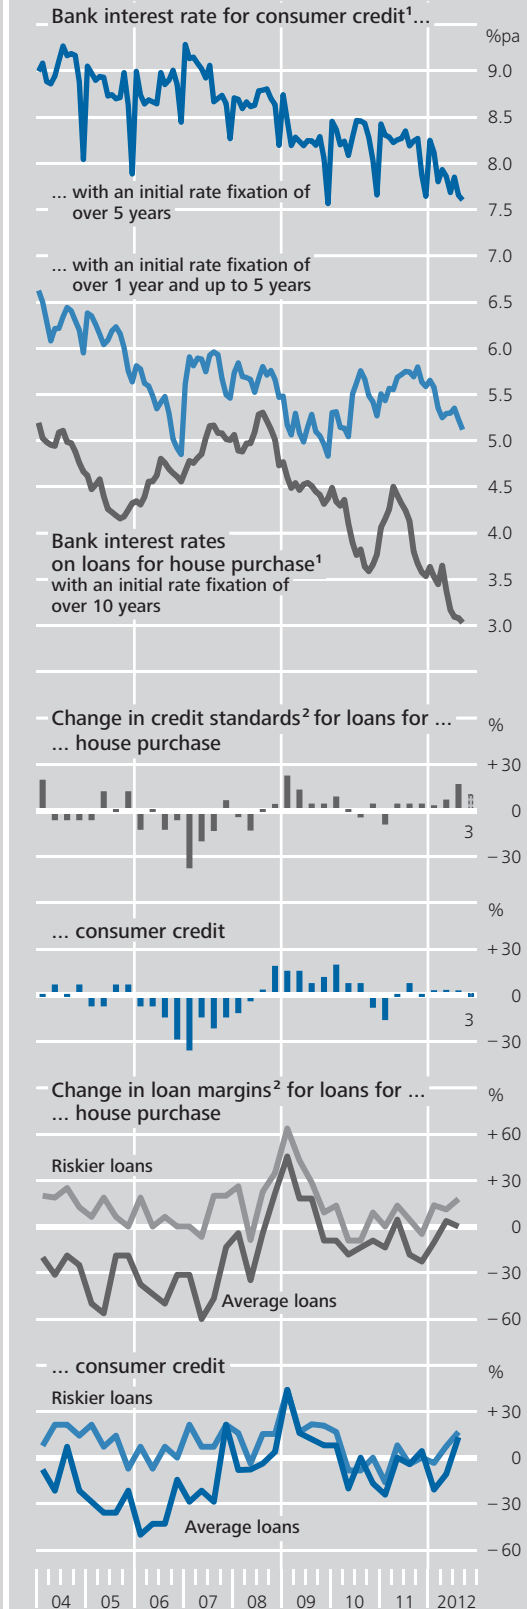 Bank interest rate for consumer credit¹...
%pa
9.0
8.5
8.0
... with an initial rate fixation of
over 5 years
7.5
7.0
... with an initial rate fixation of
over 1 year and up to 5 years
6.5
6.0
5.5
5.0
4.5
4.0
Bank interest rates
on loans for house purchase¹
with an initial rate fixation of
over 10 years
3.5
3.0
Change in credit standards² for loans for ...
%
... house purchase
+30
0
3
−30
%
... consumer credit
+30
0
3
−30
Change in loan margins² for loans for ...
%
... house purchase
+60
Riskier loans
+30
0
−30
Average loans
−60
... consumer credit
%
Riskier loans
+30
0
−30
Average loans
−60
04 05 06 07 08 09 10 11 2012